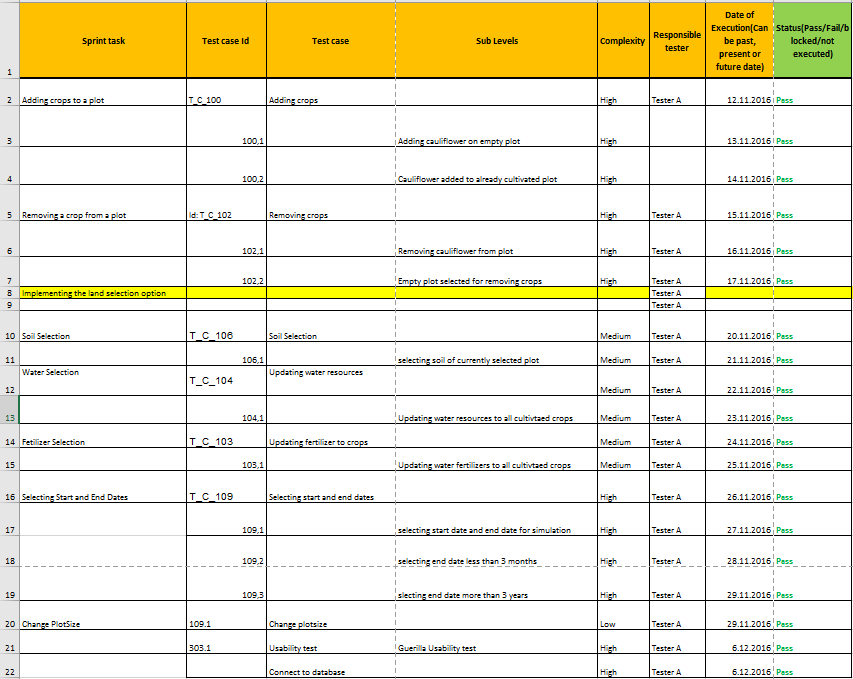 Sprint task Test case Id Test case Sub Levels Complexity Responsible tester Date of Execution(Can be past, present or future date) Status(Pass/Fail/blocked/not executed)
1
2 Adding crops to a plot T_C_100 Adding crops High Tester A 12.11.2016 Pass
3 100,1 Adding cauliflower on empty plot High 13.11.2016 Pass
4 100,2 Cauliflower added to already cultivated plot High 14.11.2016 Pass
5 Removing a crop from a plot Id: T_C_102 Removing crops High Tester A 15.11.2016 Pass
6 102,1 Removing cauliflower from plot High Tester A 16.11.2016 Pass
7 102,2 Empty plot selected for removing crops High Tester A 17.11.2016 Pass
8 Implementing the land selection option Tester A
9 Tester A
10 Soil Selection T_C_106 Soil Selection Medium Tester A 20.11.2016 Pass
11 106,1 selecting soil of currently selected plot Medium Tester A 21.11.2016 Pass
12 Water Selection T_C_104 Updating water resources Medium Tester A 22.11.2016 Pass
13 104,1 Updating water resources to all cultivtaed crops Medium Tester A 23.11.2016 Pass
14 Fetilizer Selection T_C_103 Updating fertilizer to crops Medium Tester A 24.11.2016 Pass
15 103,1 Updating water fertilizers to all cultivtaed crops Medium Tester A 25.11.2016 Pass
16 Selecting Start and End Dates T_C_109 Selecting start and end dates High Tester A 26.11.2016 Pass
17 109,1 selecting start date and end date for simulation High Tester A 27.11.2016 Pass
18 109,2 selecting end date less than 3 months High Tester A 28.11.2016 Pass
19 109,3 slecting end date more than 3 years High Tester A 29.11.2016 Pass
20 Change PlotSize 109.1 Change plotsize Low Tester A 29.11.2016 Pass
21 303.1 Usability test Guerilla Usability test High Tester A 6.12.2016 Pass
22 Connect to database High Tester A 6.12.2016 Pass